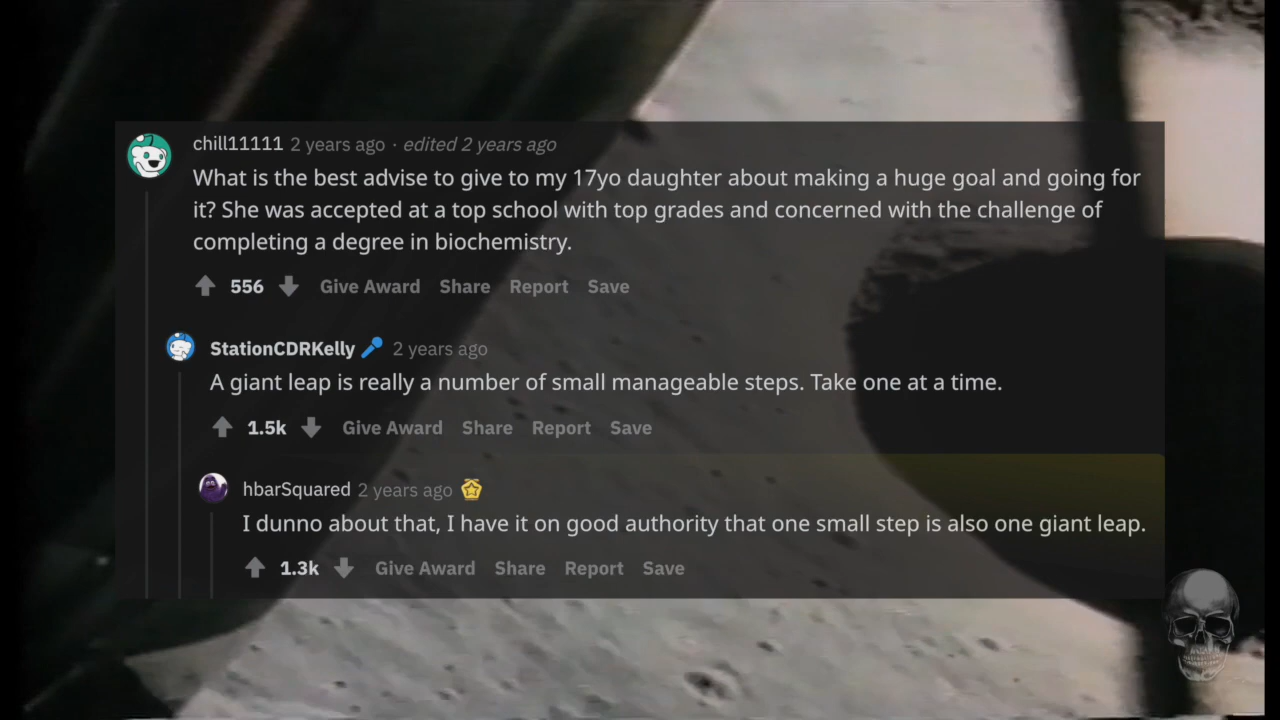 chill11111 2 years ago · edited 2 years ago
What is the best advise to give to my 17yo daughter about making a huge goal and going for
it? She was accepted at a top school with top grades and concerned with the challenge of
completing a degree in biochemistry.
556 Give Award Share Report Save
StationCDRKelly 2 years ago
A giant leap is really a number of small manageable steps. Take one at a time.
1.5k Give Award Share Report Save
hbarSquared 2 years ago
I dunno about that, I have it on good authority that one small step is also one giant leap.
1.3k Give Award Share Report Save